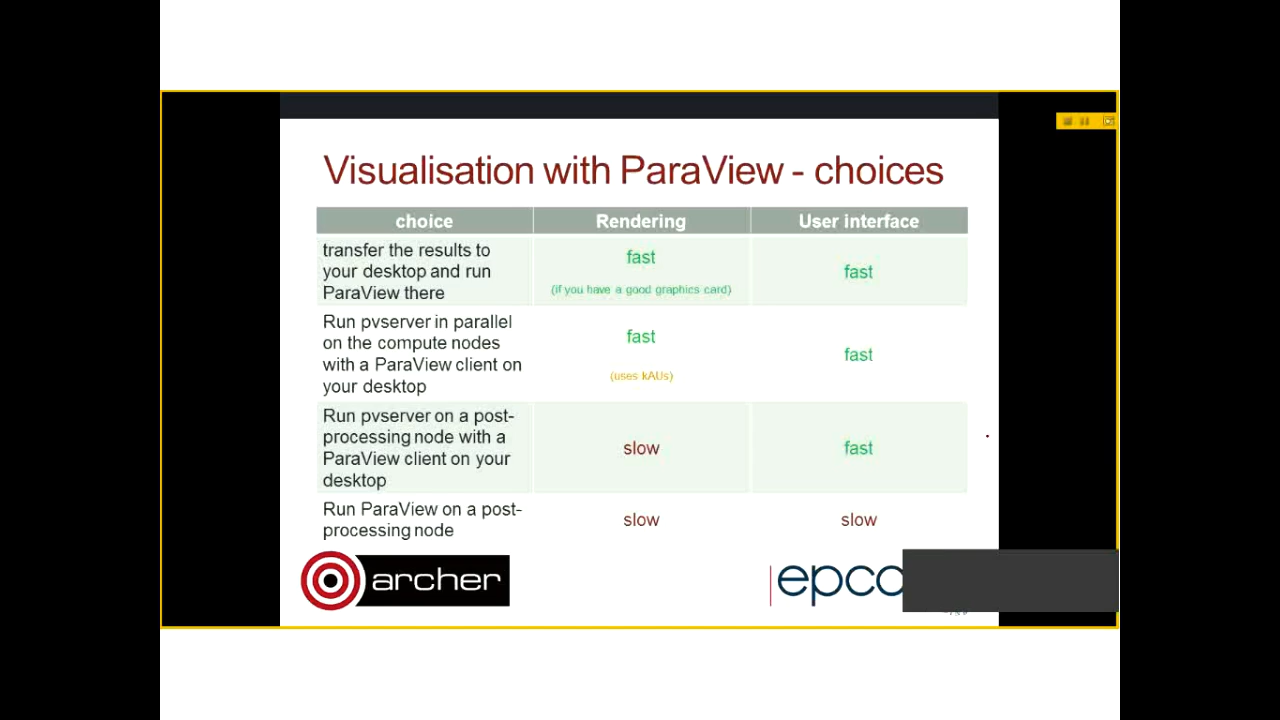 Visualisation with ParaView - choices
choice Rendering User interface
transfer the results to
your desktop and run
ParaView there
fast
(if you have a good graphics card)
fast
Run pvserver in parallel
on the compute nodes
with a ParaView client on
your desktop
fast
(uses kAUs)
fast
Run pvserver on a post-
processing node with a
ParaView client on your
desktop
slow
fast
Run ParaView on a post-
processing node
slow
slow
archer
epcc